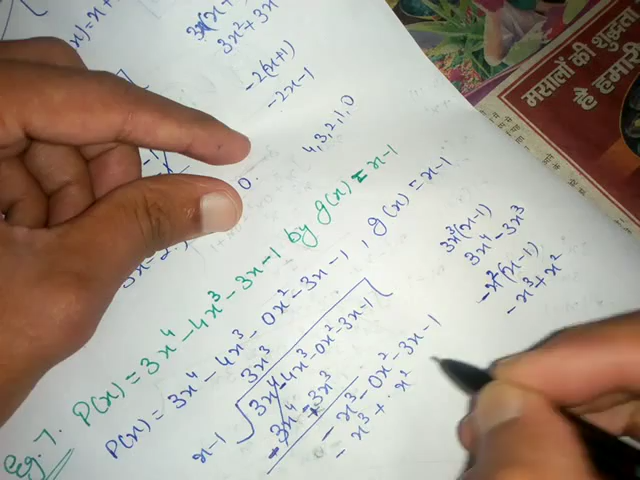 3x²+3x
-2(x+1)
-2x-1
4,3,2,1,0
0.
Eg.7. P(x)=3x⁴-4x³-3x-1 by g(x)=x-1
P(x)=3x⁴-4x³-0x²-3x-1, g(x)=x-1
3x³
x-1 3x⁴-4x³-0x²-3x-1
-3x⁴+3x³
-x³-0x²-3x-1
-x³+x²
3x³(x-1)
3x⁴-3x³
-x²(x-1)
-x³+x²
मसालों की शुद्धता
है हमारी